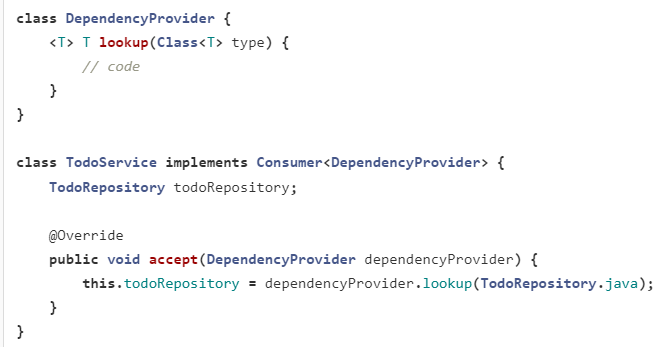 class DependencyProvider {
    <T> T lookup(Class<T> type) {
        // code
    }
}

class TodoService implements Consumer<DependencyProvider> {
    TodoRepository todoRepository;

    @Override
    public void accept(DependencyProvider dependencyProvider) {
        this.todoRepository = dependencyProvider.lookup(TodoRepository.java);
    }
}